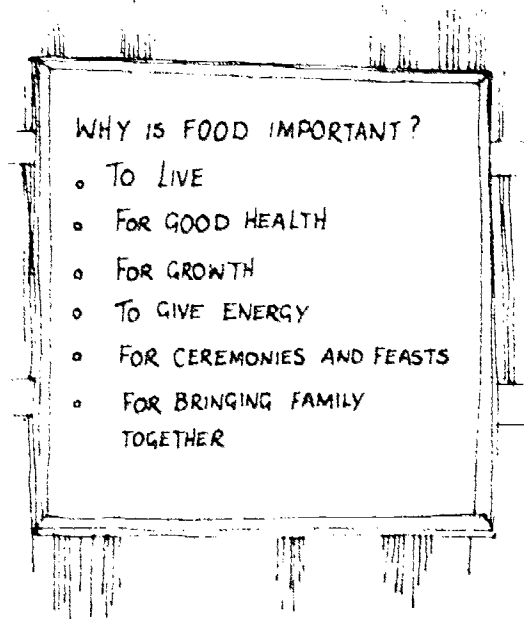 WHY IS FOOD IMPORTANT?
• TO LIVE
• FOR GOOD HEALTH
• FOR GROWTH
• TO GIVE ENERGY
• FOR CEREMONIES AND FEASTS
• FOR BRINGING FAMILY
TOGETHER